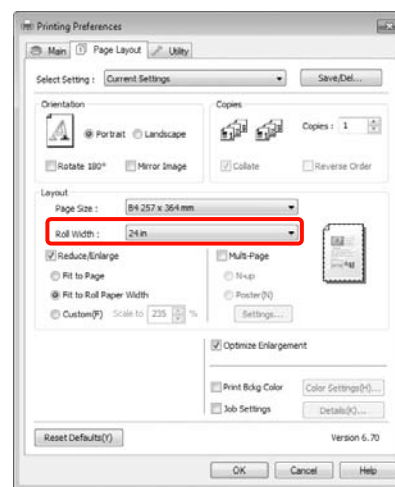 Printing Preferences
Main Page Layout Utility
Select Setting : Current Settings Save/Del...
Orientation
Portrait Landscape
Rotate 180° Mirror Image
Copies
Copies : 1
Collate Reverse Order
Layout
Page Size : B4 257 x 364 mm
Roll Width : 24 in
Reduce/Enlarge
Fit to Page
Fit to Roll Paper Width
Custom(F) Scale to 235 %
Multi-Page
N-up
Poster(N)
Settings...
Optimize Enlargement
Print Bckg Color Color Settings(H)...
Job Settings Details(K)...
Reset Defaults(Y) Version 6.70
OK Cancel Help